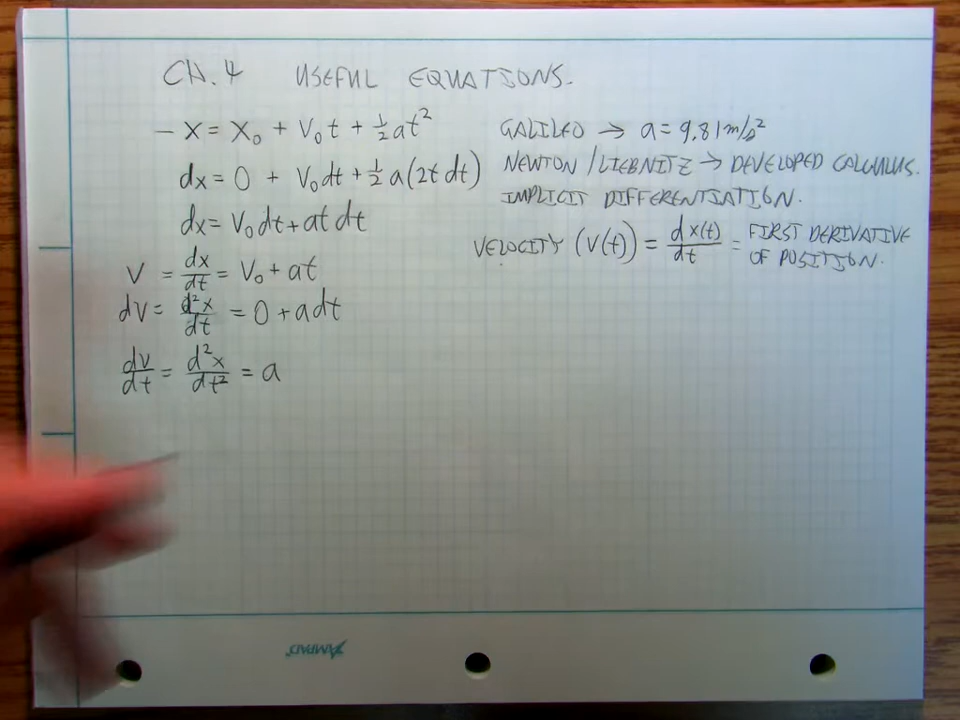 CH. 4 USEFUL EQUATIONS.
- X = X₀ + V₀t + ½at²
dx = 0 + V₀dt + ½a(2t dt)
dx = V₀dt + at dt
V = dx/dt = V₀ + at
dV = d²x/dt = 0 + adt
dv/dt = d²x/dt² = a
GALILEO → a = 9.81 m/s²
NEWTON / LIEBNITZ → DEVELOPED CALCULUS.
IMPLICIT DIFFERENTIATION.
VELOCITY (V(t)) = dx(t)/dt = FIRST DERIVATIVE
OF POSITION.
AMPAD